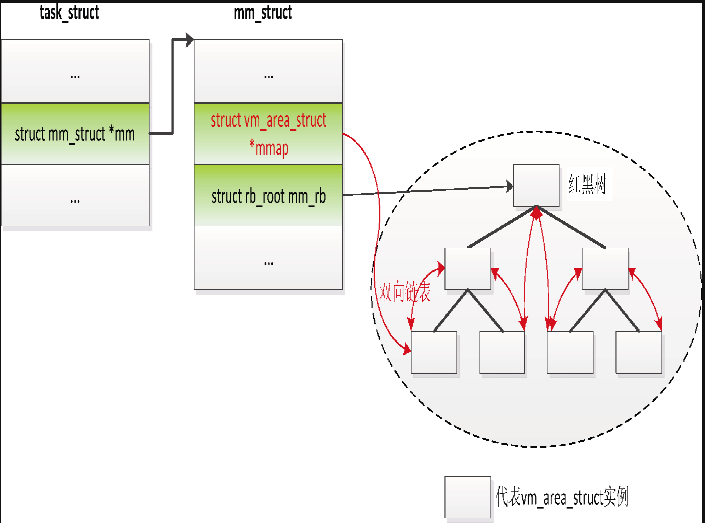 task_struct
mm_struct
...
struct mm_struct *mm
...
...
struct vm_area_struct
*mmap
struct rb_root mm_rb
...
红黑树
双向链表
代表vm_area_struct实例